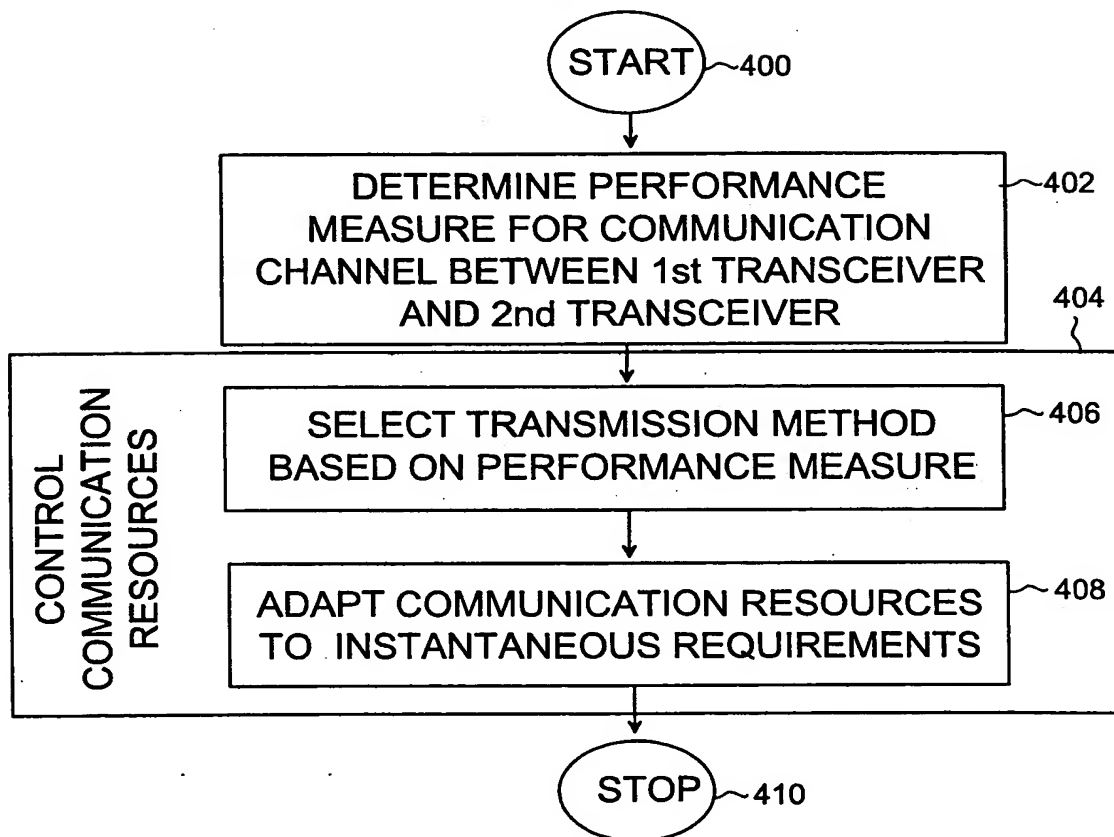 START
400
DETERMINE PERFORMANCE
MEASURE FOR COMMUNICATION
CHANNEL BETWEEN 1st TRANSCEIVER
AND 2nd TRANSCEIVER
402
404
CONTROL
COMMUNICATION
RESOURCES
SELECT TRANSMISSION METHOD
BASED ON PERFORMANCE MEASURE
406
ADAPT COMMUNICATION RESOURCES
TO INSTANTANEOUS REQUIREMENTS
408
STOP
410